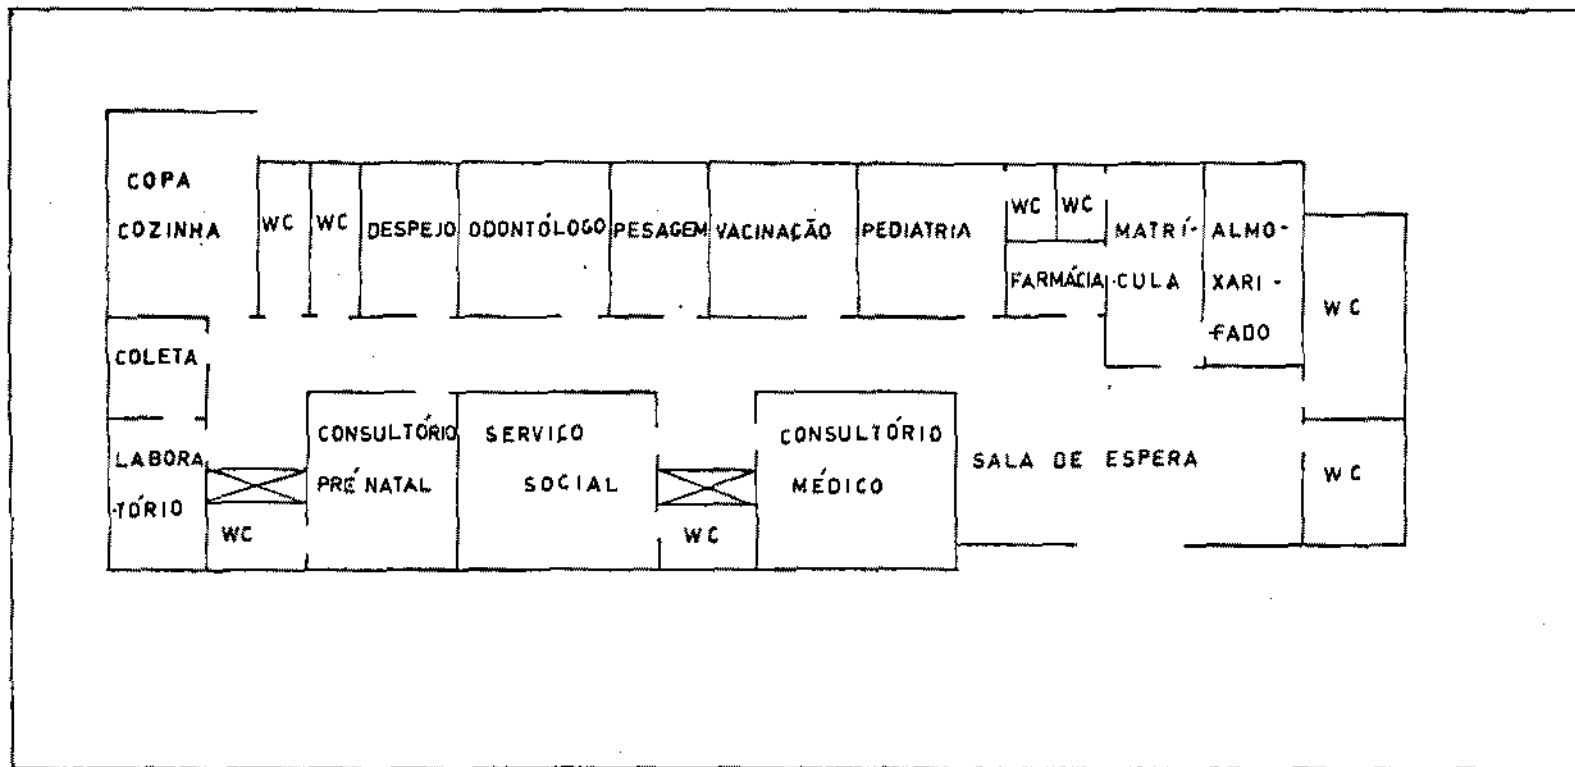 COPA
COZINHA
WC
WC
DESPEJO
ODONTÓLOGO
PESAGEM
VACINAÇÃO
PEDIATRIA
WC
WC
FARMÁCIA
MATRÍ-
-CULA
ALMO-
XARI-
-FADO
WC
COLETA
LABORA
-TÓRIO
WC
CONSULTÓRIO
PRÉ NATAL
SERVIÇO
SOCIAL
WC
CONSULTÓRIO
MÉDICO
SALA DE ESPERA
WC